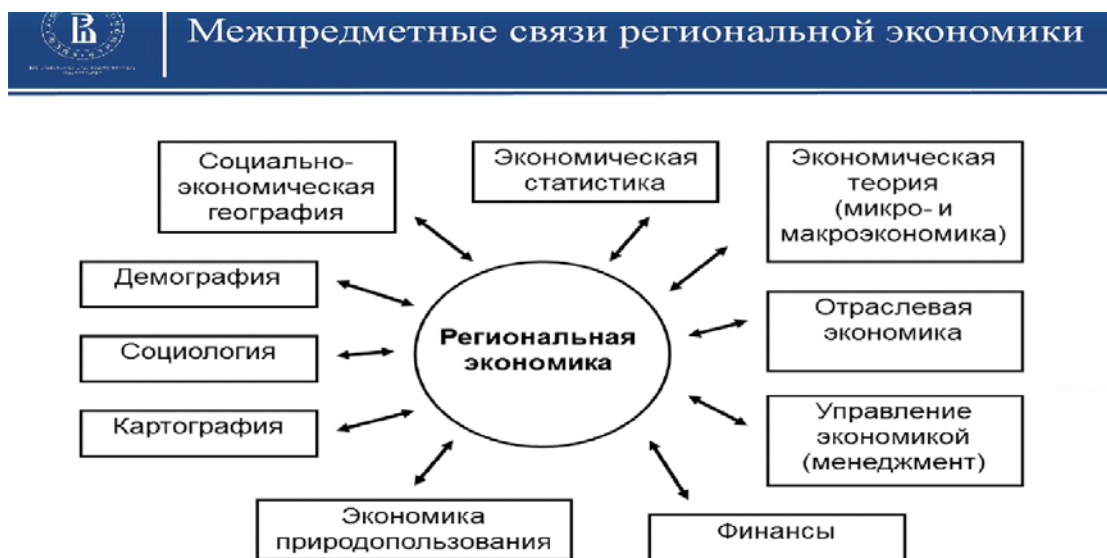 Межпредметные связи региональной экономики
Социально-
экономическая
география
Экономическая
статистика
Экономическая
теория
(микро- и
макроэкономика)
Демография
Социология
Картография
Региональная
экономика
Отраслевая
экономика
Управление
экономикой
(менеджмент)
Экономика
природопользования
Финансы